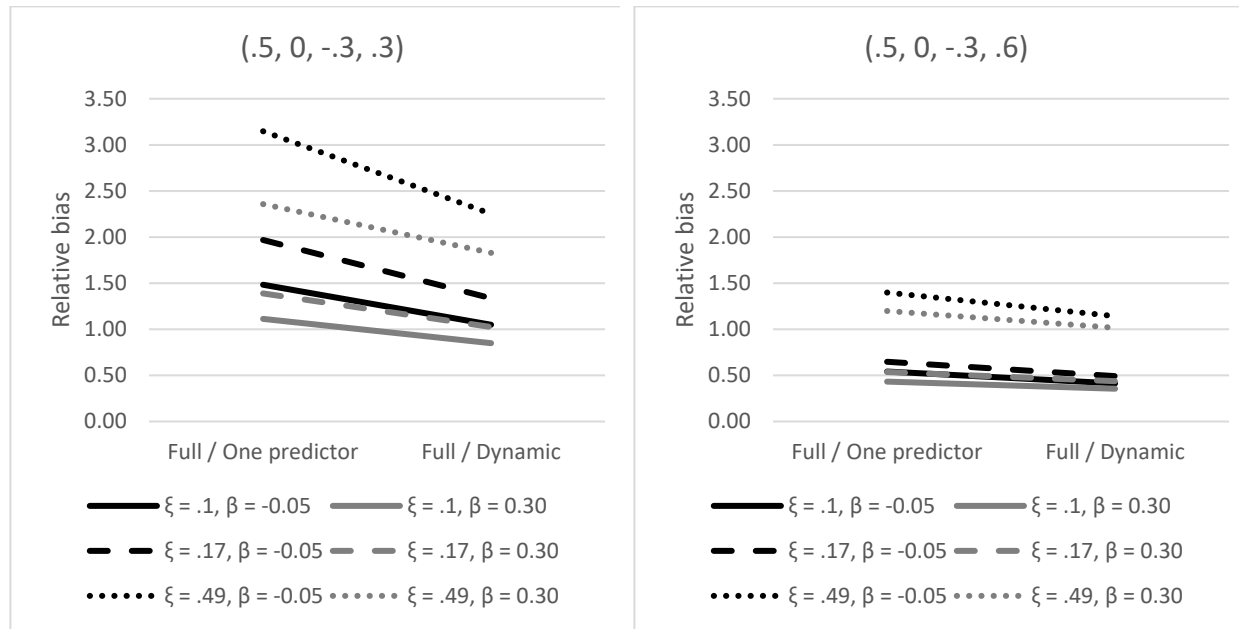 (.5, 0, -.3, .3)
Relative bias
3.50
3.00
2.50
2.00
1.50
1.00
0.50
0.00
Full / One predictor Full / Dynamic
ξ = .1, β = -0.05 ξ = .1, β = 0.30
ξ = .17, β = -0.05 ξ = .17, β = 0.30
ξ = .49, β = -0.05 ξ = .49, β = 0.30
(.5, 0, -.3, .6)
Relative bias
3.50
3.00
2.50
2.00
1.50
1.00
0.50
0.00
Full / One predictor Full / Dynamic
ξ = .1, β = -0.05 ξ = .1, β = 0.30
ξ = .17, β = -0.05 ξ = .17, β = 0.30
ξ = .49, β = -0.05 ξ = .49, β = 0.30